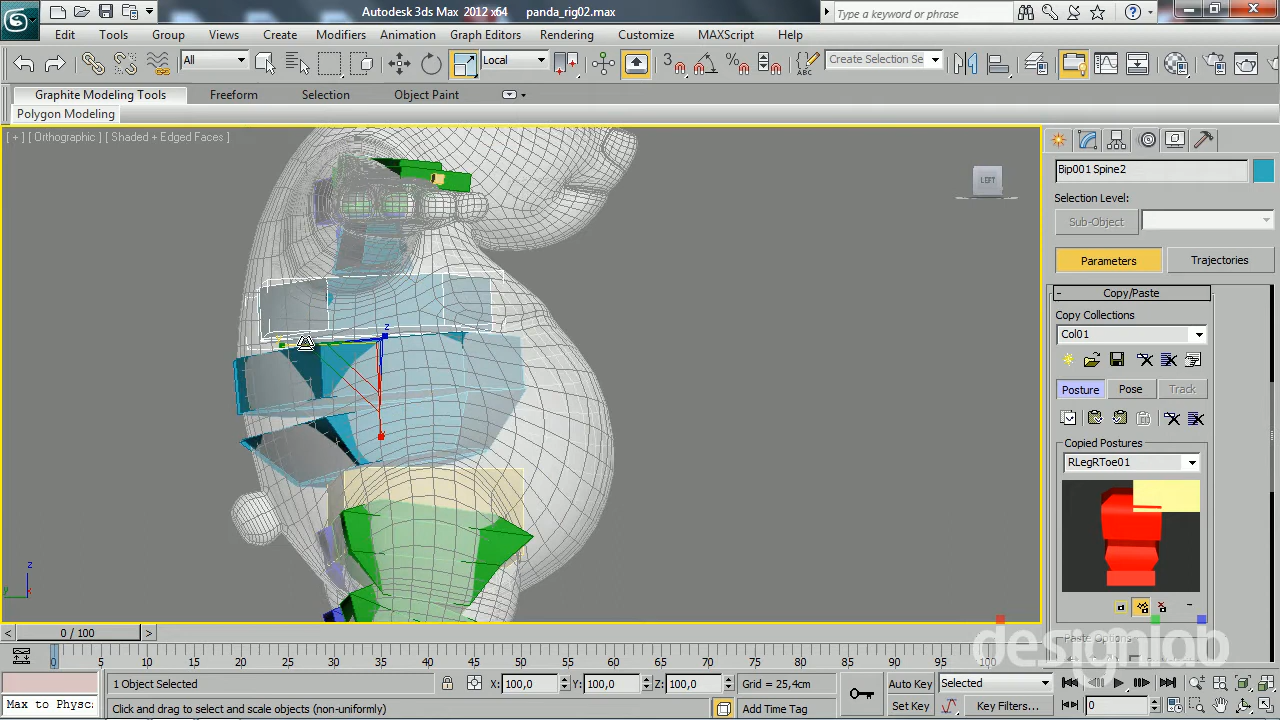 Autodesk 3ds Max 2012 x64 panda_rig02.max
Type a keyword or phrase
Edit Tools Group Views Create Modifiers Animation Graph Editors Rendering Customize MAXScript Help
All Local Create Selection Se
Graphite Modeling Tools Freeform Selection Object Paint
Polygon Modeling
[ + ] [ Orthographic ] [ Shaded + Edged Faces ]
LEFT
Bip001 Spine2
Selection Level:
Sub-Object
Parameters Trajectories
- Copy/Paste
Copy Collections
Col01
Posture Pose Track
Copied Postures
RLegRToe01
Paste Options
designlab
z
x
z
y x
< 0 / 100 >
0 5 10 15 20 25 30 35 40 45 50 55 60 65 70 75 80 85 90 95 100
1 Object Selected X: 100,0 Y: 100,0 Z: 100,0 Grid = 25,4cm Auto Key Selected
Max to Physc: Click and drag to select and scale objects (non-uniformly) Add Time Tag Set Key Key Filters... 0